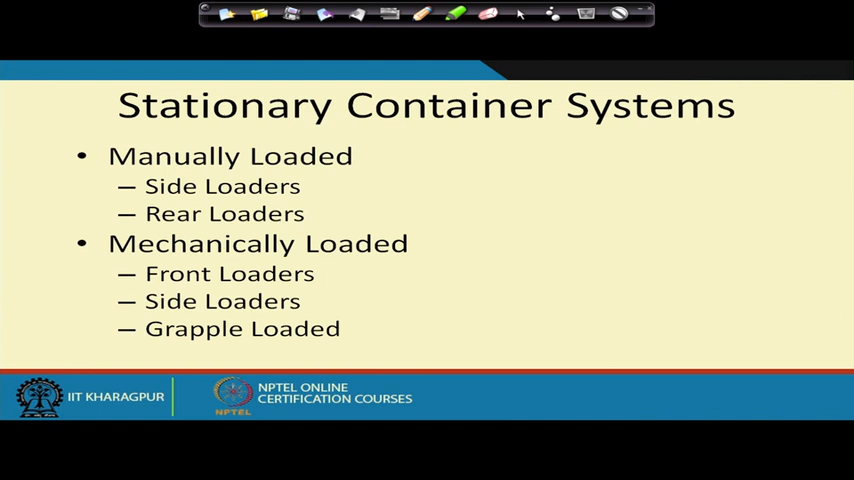 Stationary Container Systems
• Manually Loaded
– Side Loaders
– Rear Loaders
• Mechanically Loaded
– Front Loaders
– Side Loaders
– Grapple Loaded
IIT KHARAGPUR
NPTEL
NPTEL ONLINE
CERTIFICATION COURSES